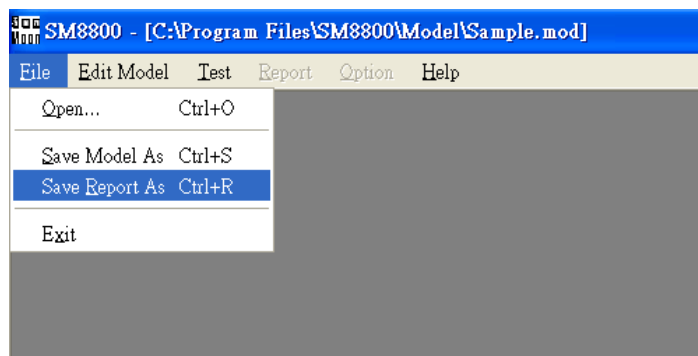 SM8800 - [C:\Program Files\SM8800\Model\Sample.mod]
File Edit Model Test Report Option Help
Open... Ctrl+O
Save Model As Ctrl+S
Save Report As Ctrl+R
Exit